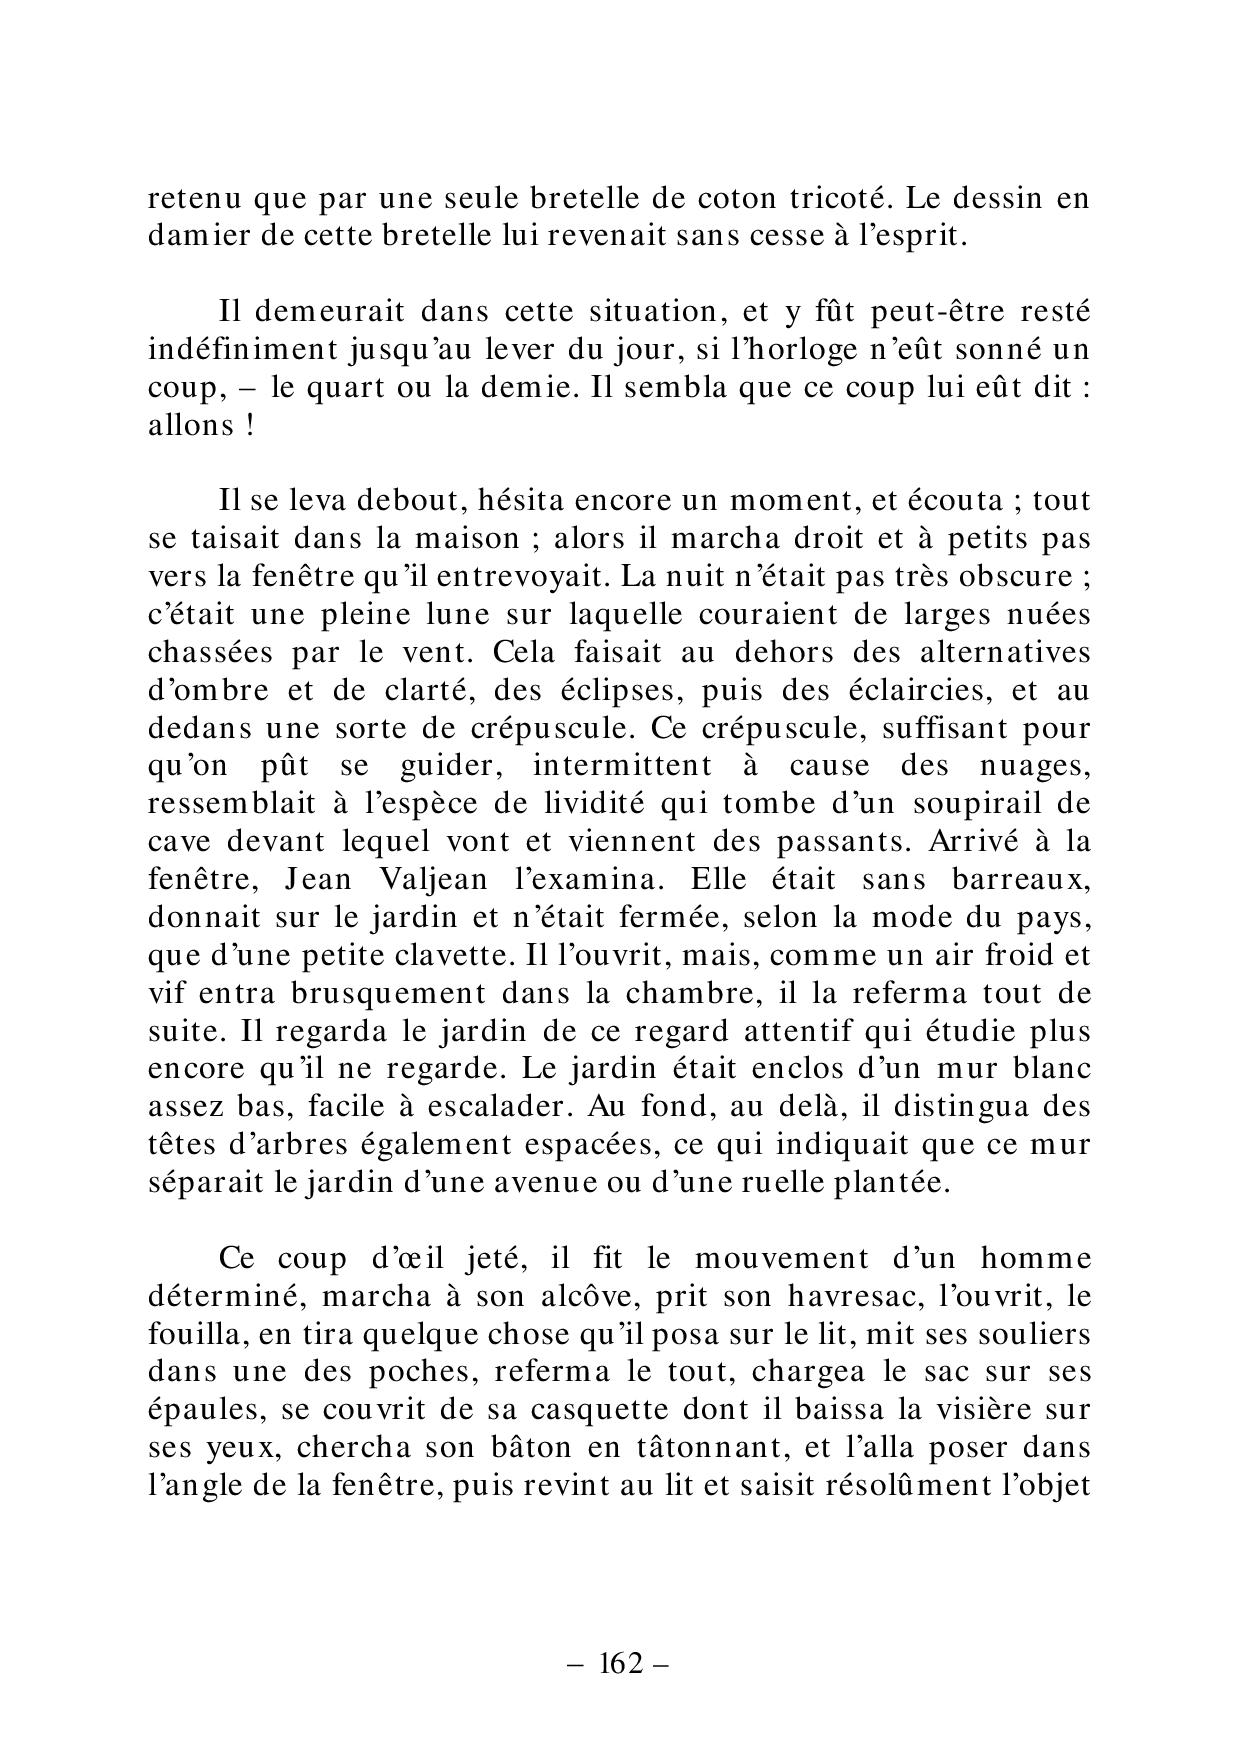 retenu que par une seule bretelle de coton tricoté. Le dessin en
damier de cette bretelle lui revenait sans cesse à l’esprit.
Il demeurait dans cette situation, et y fût peut-être resté
indéfiniment jusqu’au lever du jour, si l’horloge n’eût sonné un
coup, – le quart ou la demie. Il sembla que ce coup lui eût dit :
allons !
Il se leva debout, hésita encore un moment, et écouta ; tout
se taisait dans la maison ; alors il marcha droit et à petits pas
vers la fenêtre qu’il entrevoyait. La nuit n’était pas très obscure ;
c’était une pleine lune sur laquelle couraient de larges nuées
chassées par le vent. Cela faisait au dehors des alternatives
d’ombre et de clarté, des éclipses, puis des éclaircies, et au
dedans une sorte de crépuscule. Ce crépuscule, suffisant pour
qu’on pût se guider, intermittent à cause des nuages,
ressemblait à l’espèce de lividité qui tombe d’un soupirail de
cave devant lequel vont et viennent des passants. Arrivé à la
fenêtre, Jean Valjean l’examina. Elle était sans barreaux,
donnait sur le jardin et n’était fermée, selon la mode du pays,
que d’une petite clavette. Il l’ouvrit, mais, comme un air froid et
vif entra brusquement dans la chambre, il la referma tout de
suite. Il regarda le jardin de ce regard attentif qui étudie plus
encore qu’il ne regarde. Le jardin était enclos d’un mur blanc
assez bas, facile à escalader. Au fond, au delà, il distingua des
têtes d’arbres également espacées, ce qui indiquait que ce mur
séparait le jardin d’une avenue ou d’une ruelle plantée.
Ce coup d’œil jeté, il fit le mouvement d’un homme
déterminé, marcha à son alcôve, prit son havresac, l’ouvrit, le
fouilla, en tira quelque chose qu’il posa sur le lit, mit ses souliers
dans une des poches, referma le tout, chargea le sac sur ses
épaules, se couvrit de sa casquette dont il baissa la visière sur
ses yeux, chercha son bâton en tâtonnant, et l’alla poser dans
l’angle de la fenêtre, puis revint au lit et saisit résolûment l’objet
– 162 –